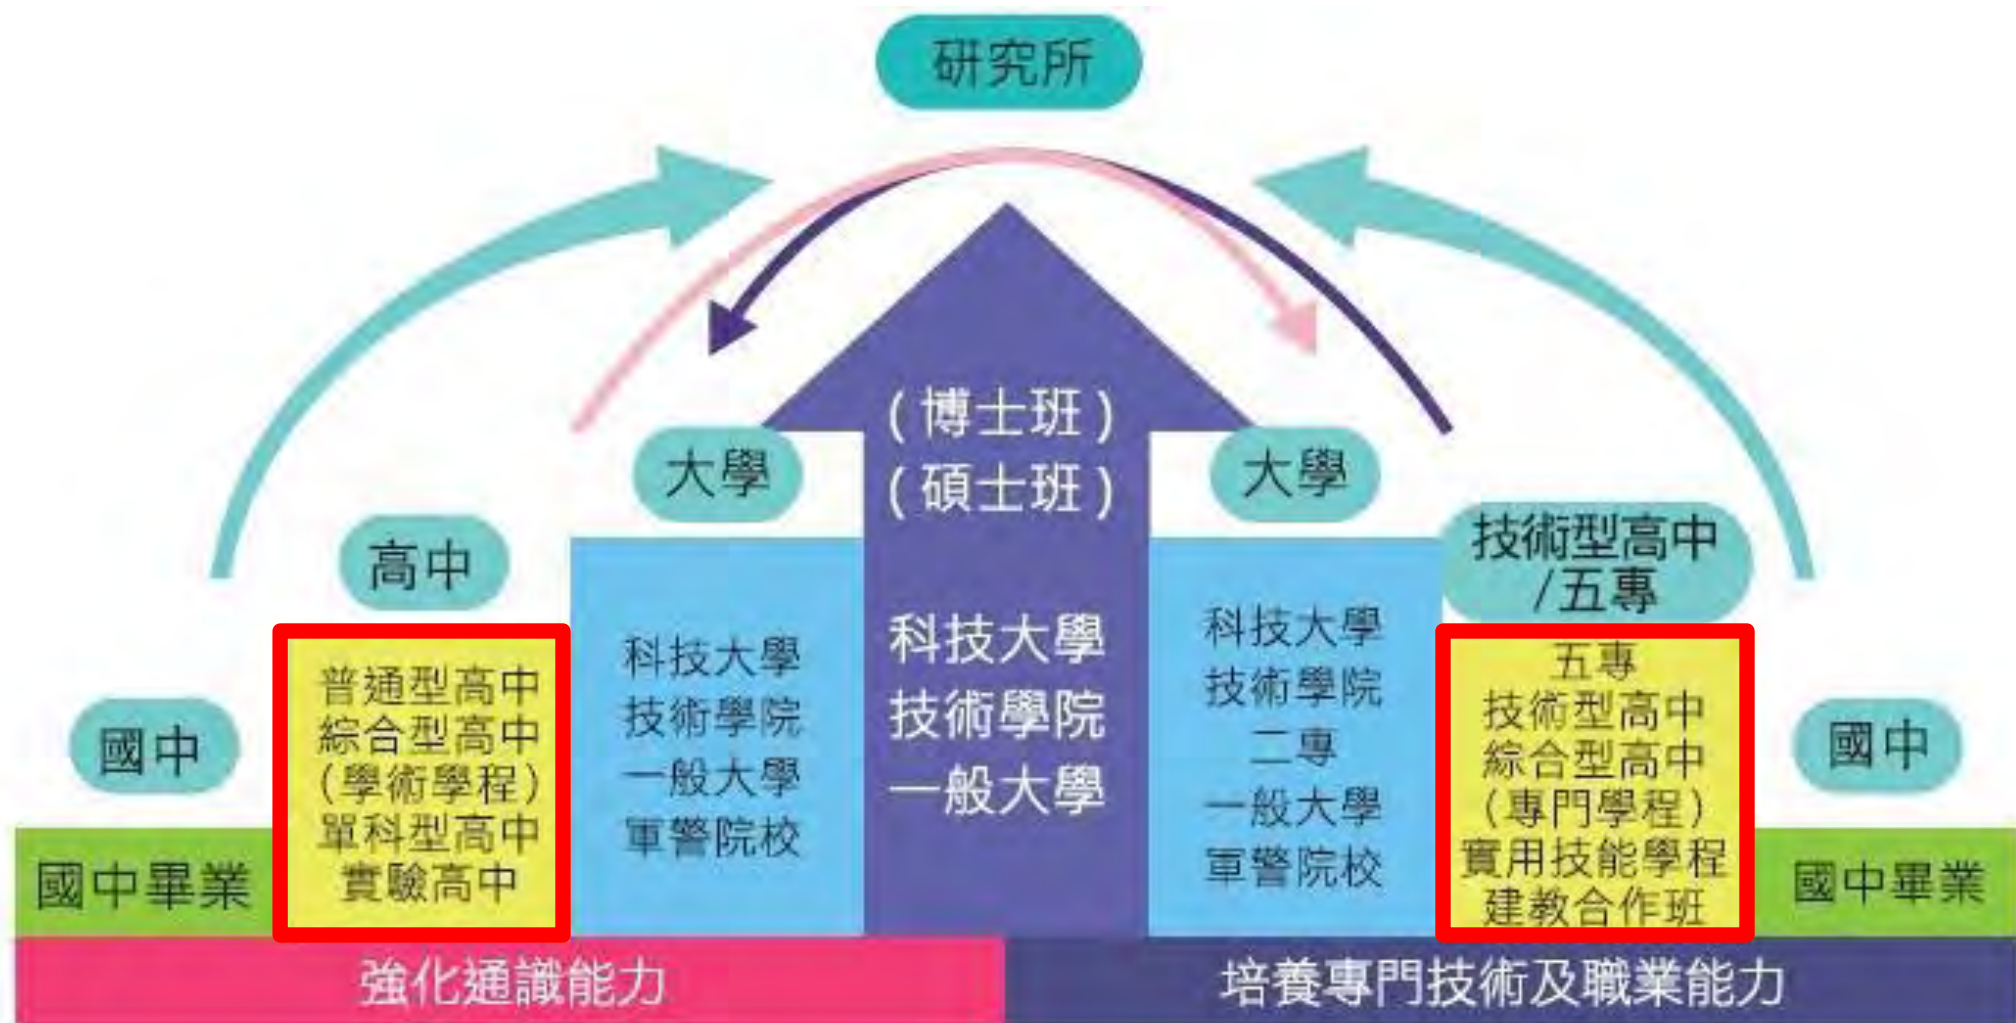 研究所
國中
國中畢業
高中
普通型高中
綜合型高中
(學術學程)
單科型高中
實驗高中
大學
科技大學
技術學院
一般大學
軍警院校
(博士班)
(碩士班)
科技大學
技術學院
一般大學
大學
科技大學
技術學院
二專
一般大學
軍警院校
技術型高中
/五專
五專
技術型高中
綜合型高中
(專門學程)
實用技能學程
建教合作班
國中
國中畢業
強化通識能力
培養專門技術及職業能力